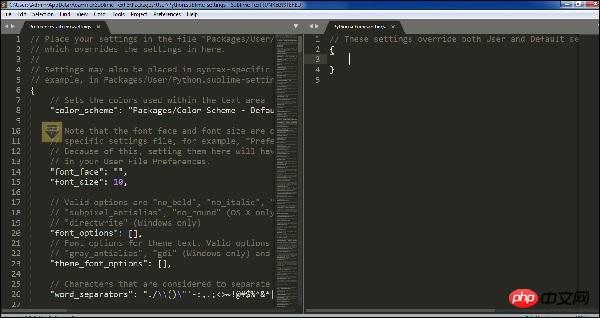 File Edit Selection Find View Goto Tools Project Preferences Help
1 // Place your settings in the file "Packages/User/
2 // which overrides the settings in here.
3 //
4 // Settings may also be placed in syntax-specific
5 // example, in Packages/User/Python.sublime-settin
6 {
7 // Sets the colors used within the text area
8 "color_scheme": "Packages/Color Scheme - Defau
9
10 // Note that the font face and font size are o
11 // specific settings file, for example, "Prefe
12 // Because of this, setting them here will hav
13 // in your User File Preferences.
14 "font_face": "",
15 "font_size": 10,
16
17 // Valid options are "no_bold", "no_italic", "
18 // "subpixel_antialias", "no_round" (OS X only
19 // "directwrite" (Windows only)
20 "font_options": [],
21 // Font options for theme text. Valid options
22 // "gray_antialias", "gdi" (Windows only) and
23 "theme_font_options": [],
24
25 // Characters that are considered to separate
26 "word_separators": "./\\()\"'-:,.;<>~!@#$%^&*|
27
1 // These settings override both User and Default se
2 {
3
4 }
5
php 中文网